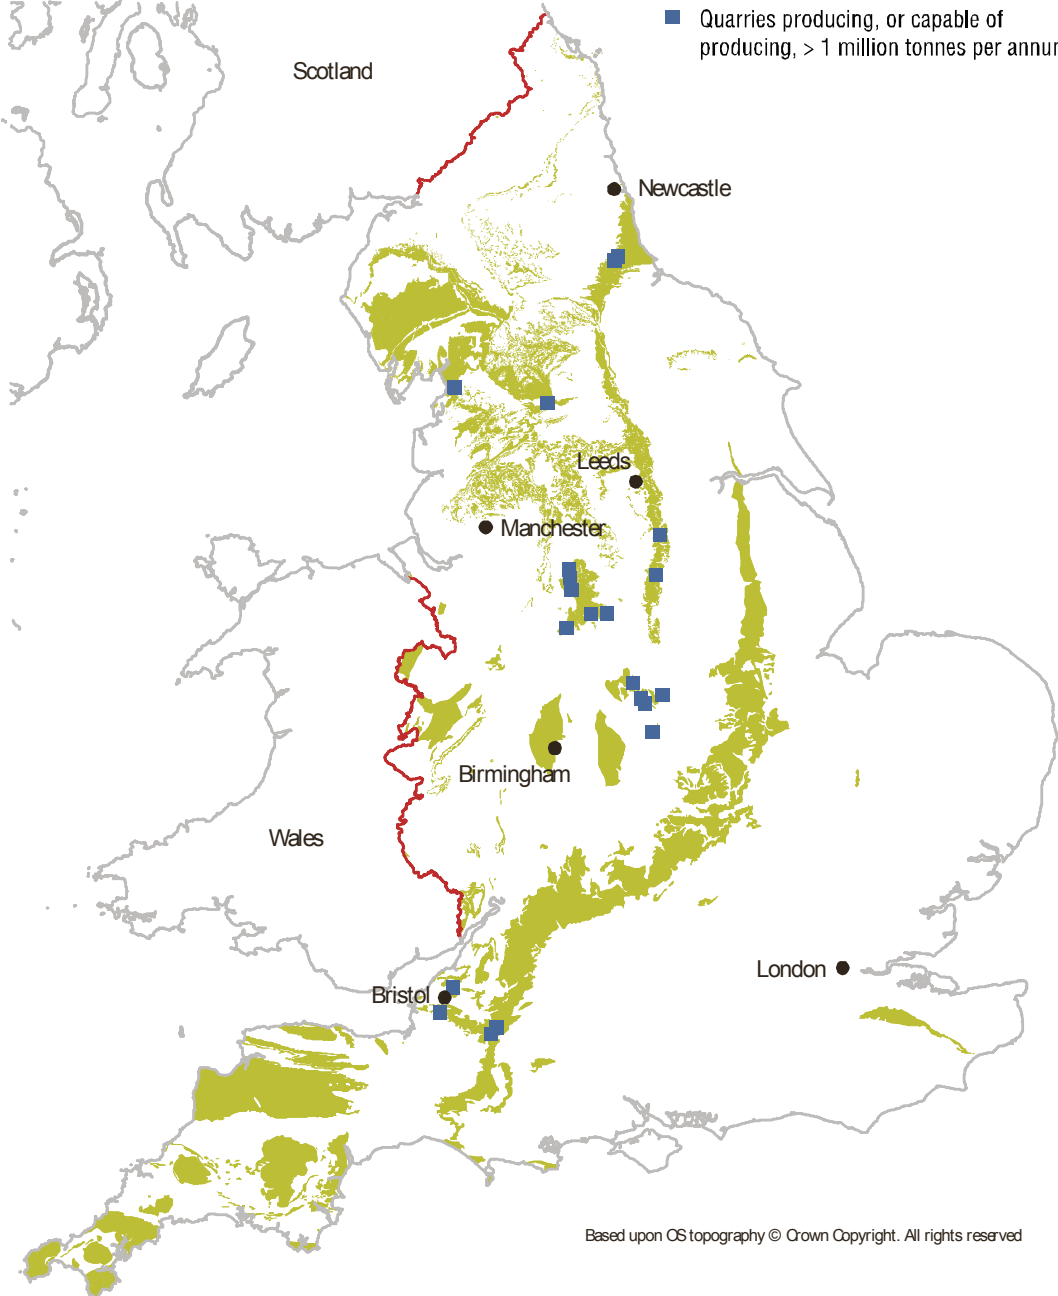 Quarries producing, or capable of
producing, > 1 million tonnes per annur
Scotland
Newcastle
Leeds
Manchester
Birmingham
Wales
London
Bristol
Based upon OS topography © Crown Copyright. All rights reserved